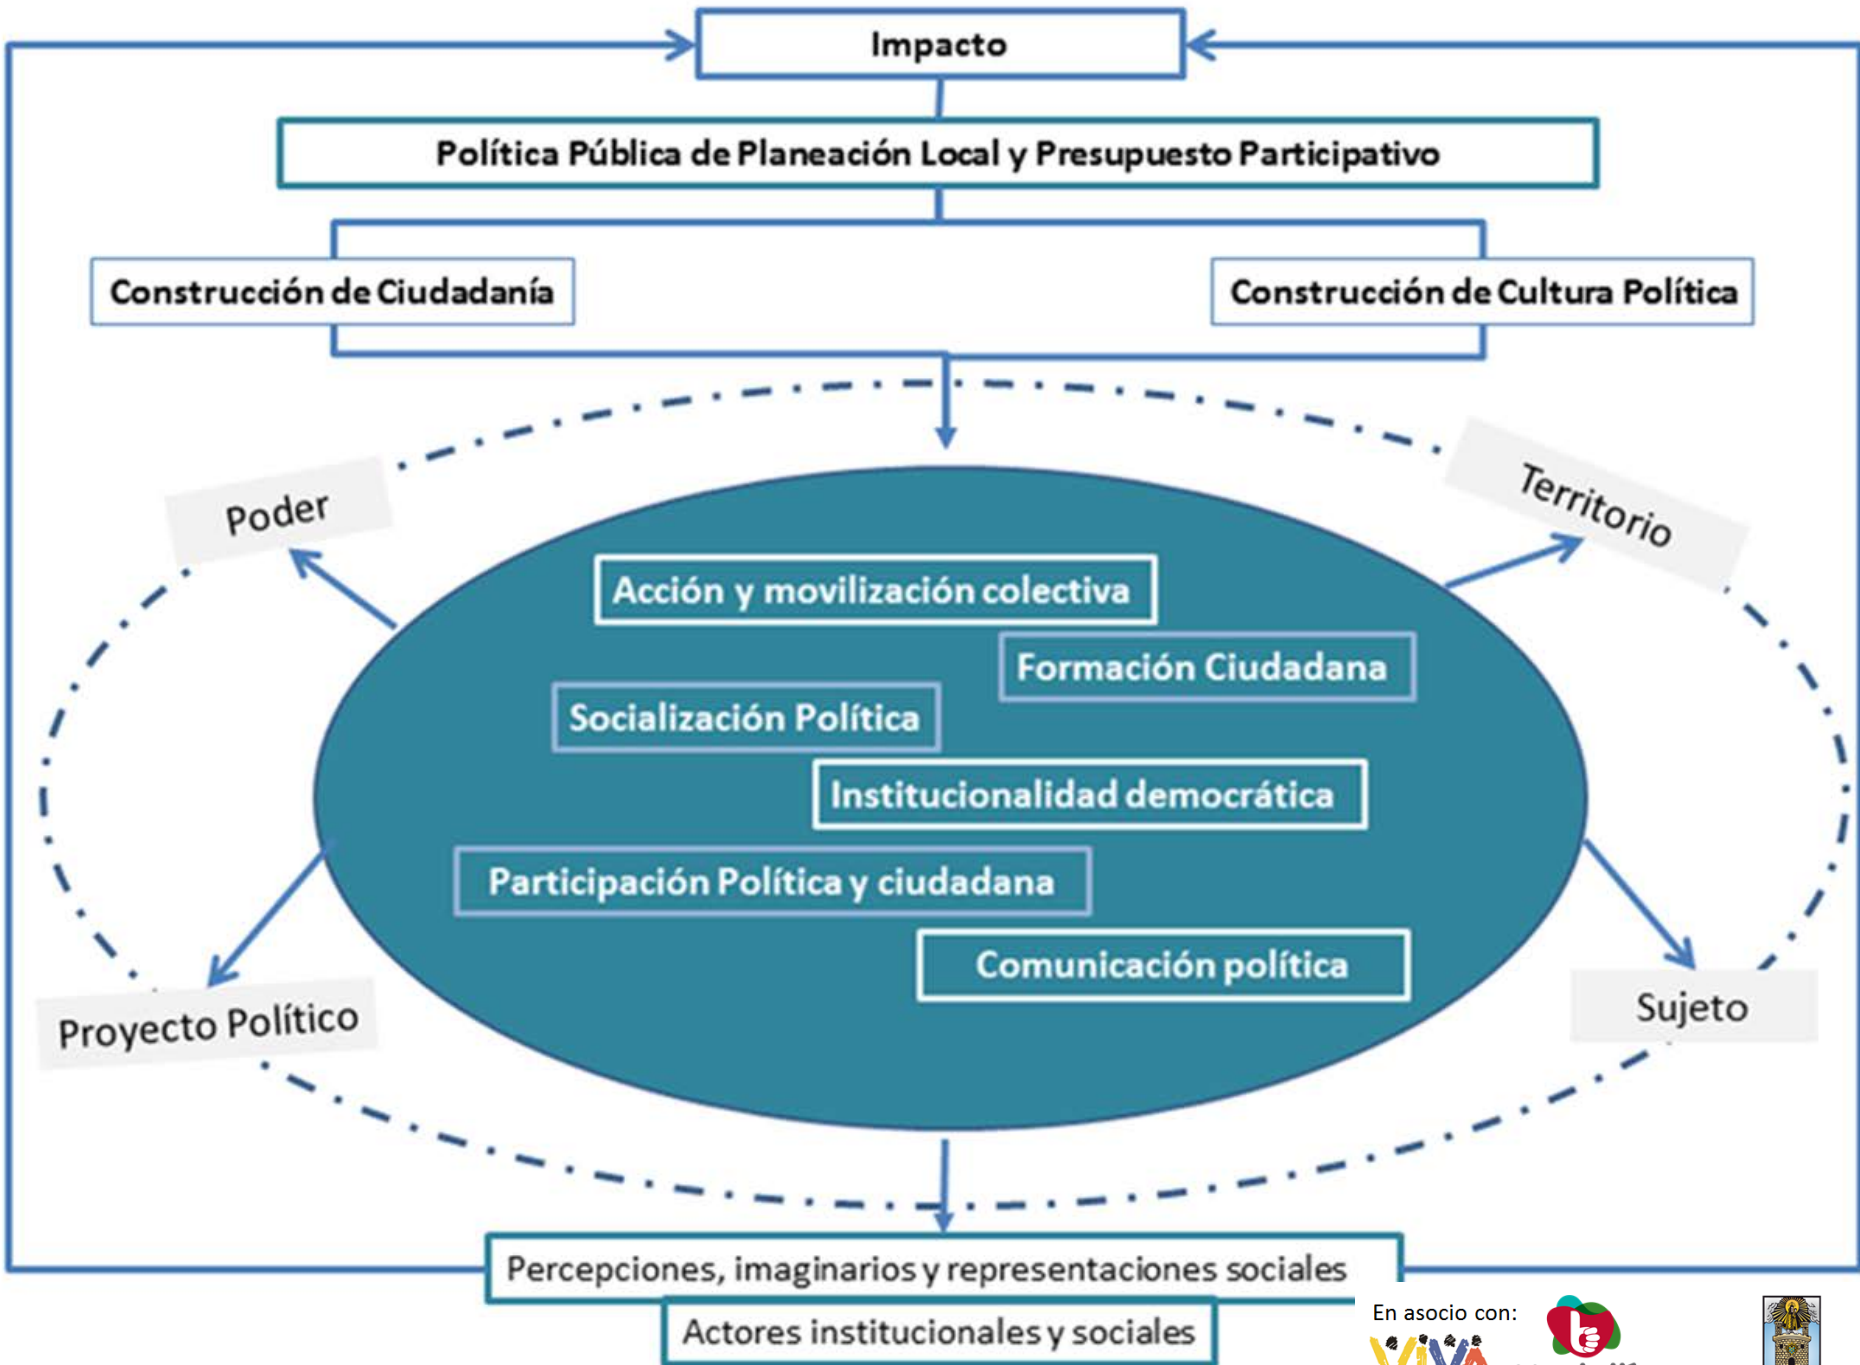 Impacto
Política Pública de Planeación Local y Presupuesto Participativo
Construcción de Ciudadanía
Construcción de Cultura Política
Poder
Territorio
Acción y movilización colectiva
Formación Ciudadana
Socialización Política
Institucionalidad democrática
Participación Política y ciudadana
Comunicación política
Proyecto Político
Sujeto
Percepciones, imaginarios y representaciones sociales
Actores institucionales y sociales
En asocio con:
VIVA